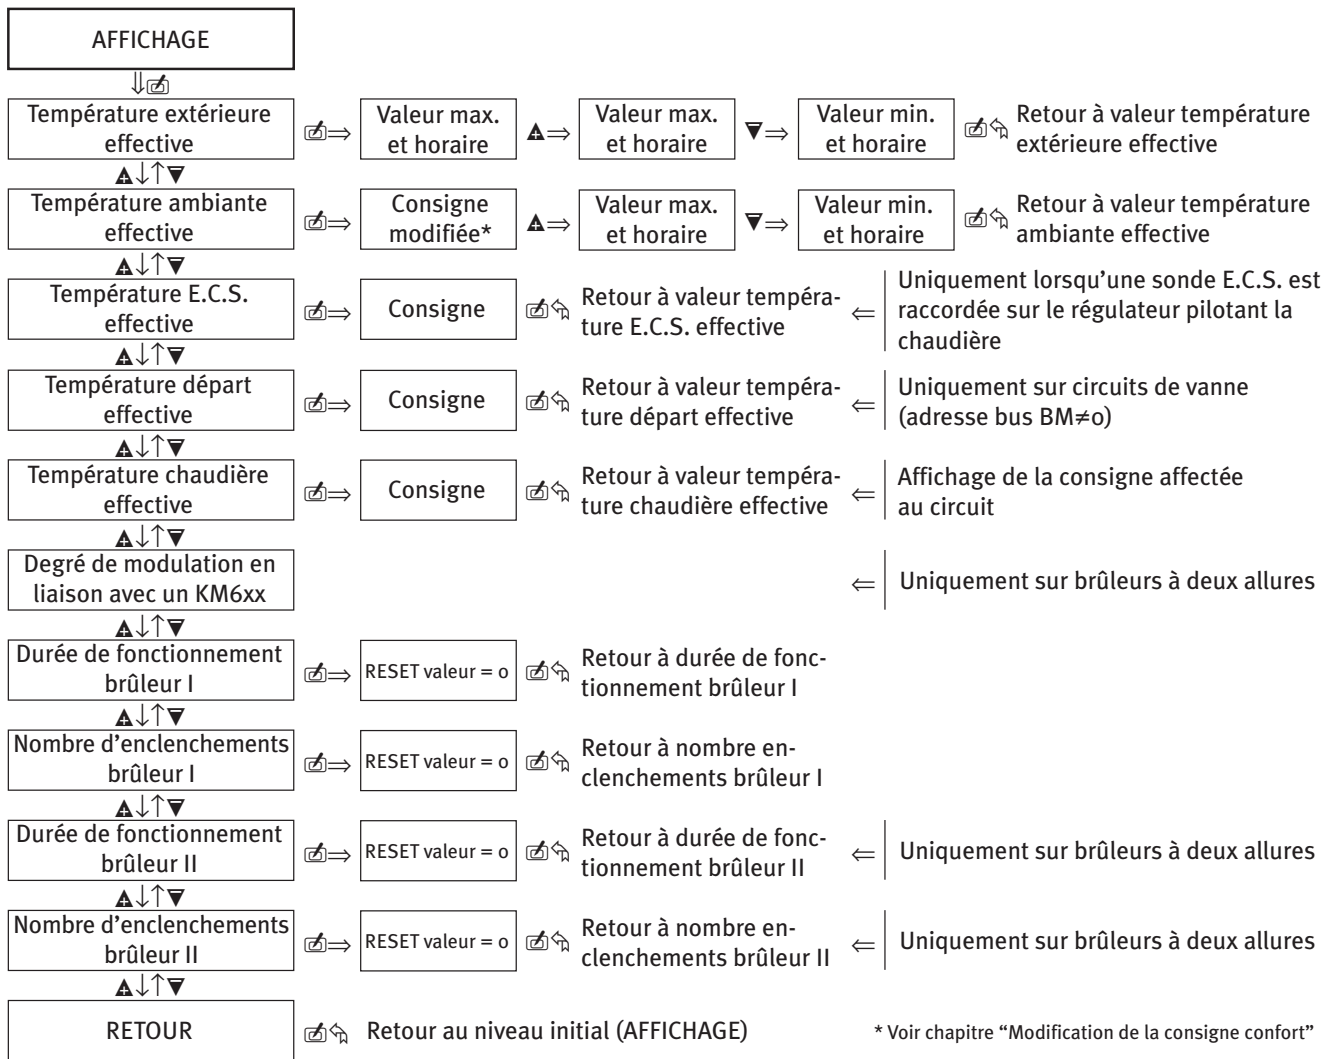 AFFICHAGE
Température extérieure
effective
Valeur max.
et horaire
Valeur max.
et horaire
Valeur min.
et horaire
Retour à valeur température
extérieure effective
Température ambiante
effective
Consigne
modifiée*
Valeur max.
et horaire
Valeur min.
et horaire
Retour à valeur température
ambiante effective
Température E.C.S.
effective
Consigne
Retour à valeur tempéra-
ture E.C.S. effective
Uniquement lorsqu'une sonde E.C.S. est
raccordée sur le régulateur pilotant la
chaudière
Température départ
effective
Consigne
Retour à valeur tempéra-
ture départ effective
Uniquement sur circuits de vanne
(adresse bus BM≠0)
Température chaudière
effective
Consigne
Retour à valeur tempéra-
ture chaudière effective
Affichage de la consigne affectée
au circuit
Degré de modulation en
liaison avec un KM6xx
Uniquement sur brûleurs à deux allures
Durée de fonctionnement
brûleur I
RESET valeur = 0
Retour à durée de fonc-
tionnement brûleur I
Nombre d'enclenchements
brûleur I
RESET valeur = 0
Retour à nombre en-
clenchements brûleur I
Durée de fonctionnement
brûleur II
RESET valeur = 0
Retour à durée de fonc-
tionnement brûleur II
Uniquement sur brûleurs à deux allures
Nombre d'enclenchements
brûleur II
RESET valeur = 0
Retour à nombre en-
clenchements brûleur II
Uniquement sur brûleurs à deux allures
RETOUR
Retour au niveau initial (AFFICHAGE)
* Voir chapitre "Modification de la consigne confort"